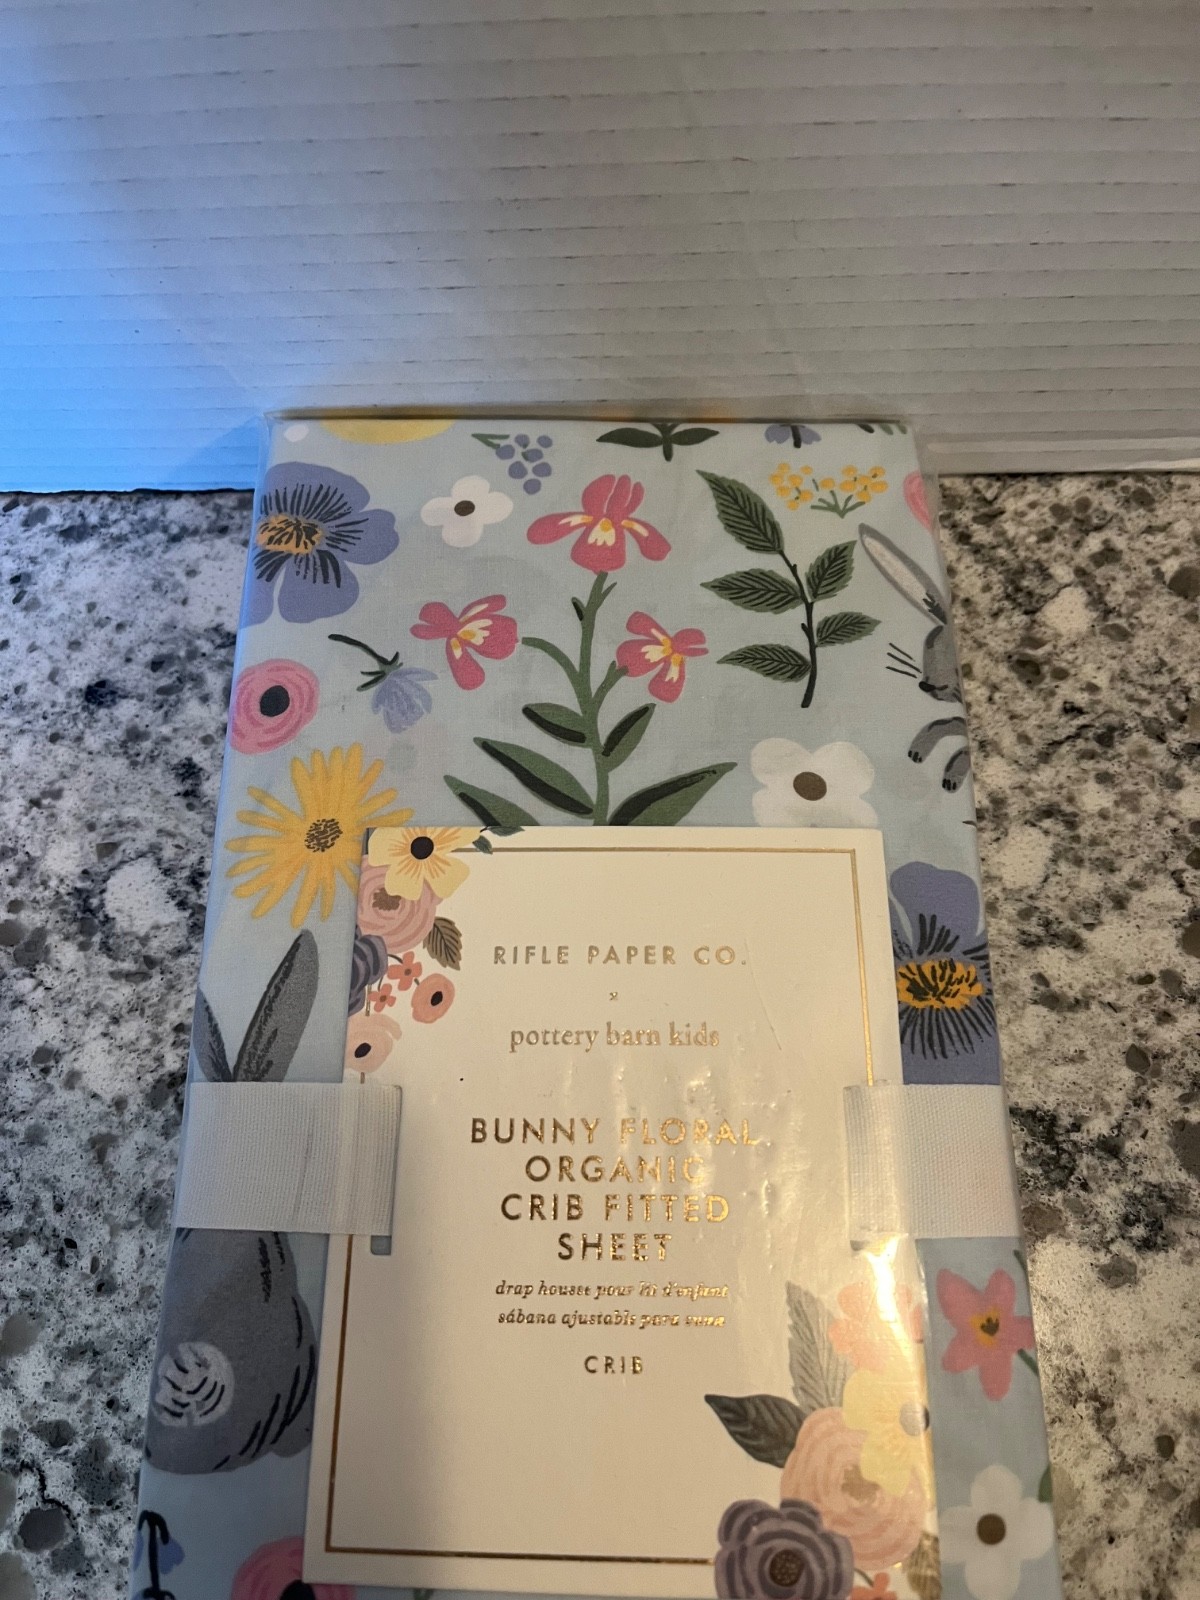 RIFLE PAPER CO.
x
pottery barn kids
BUNNY FLORAL
ORGANIC
CRIB FITTED
SHEET
drap housse pour lit d'enfant
sábana ajustable para cuna
CRIB